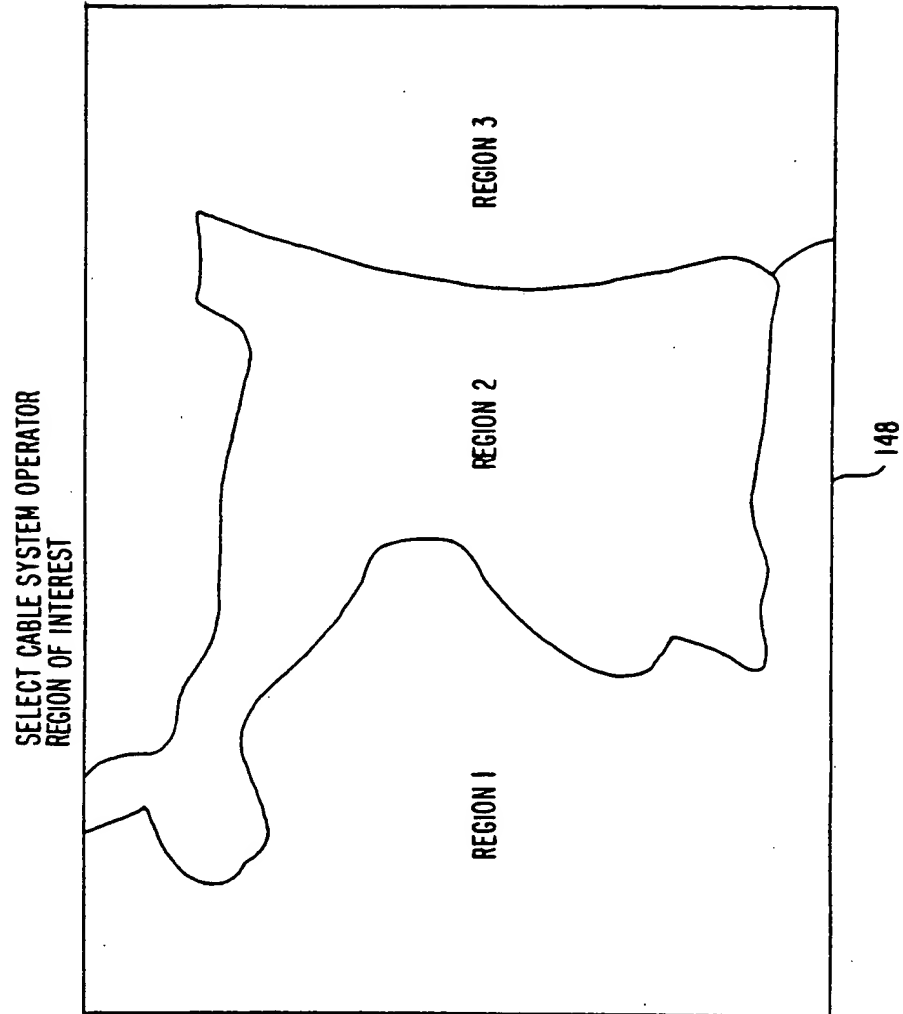 SELECT CABLE SYSTEM OPERATOR
REGION OF INTEREST
REGION 1
REGION 2
REGION 3
148